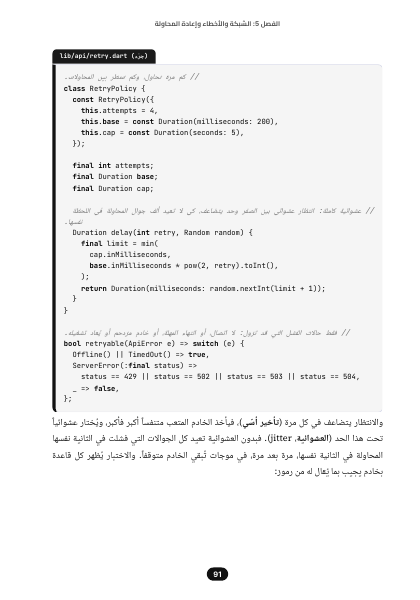 الفصل 5: الشبكة والأخطاء وإعادة المحاولة
lib/api/retry.dart (جزء)
// كم مرة نحاول، وكم ننتظر بين المحاولات.
class RetryPolicy {
  const RetryPolicy({
    this.attempts = 4,
    this.base = const Duration(milliseconds: 200),
    this.cap = const Duration(seconds: 5),
  });
  final int attempts;
  final Duration base;
  final Duration cap;
  // عشوائية كاملة: انتظار عشوائي بين الصفر وحد يتضاعف، كي لا تعيد ألف جوال المحاولة في اللحظة
نفسها.
  Duration delay(int retry, Random random) {
    final limit = min(
      cap.inMilliseconds,
      base.inMilliseconds * pow(2, retry).toInt(),
    );
    return Duration(milliseconds: random.nextInt(limit + 1));
  }
}
// فقط حالات الفشل التي قد تزول: لا اتصال، أو انتهاء المهلة، أو خادم مزدحم أو يُعاد تشغيله.
bool retryable(ApiError e) => switch (e) {
  Offline() || TimedOut() => true,
  ServerError(:final status) =>
    status == 429 || status == 502 || status == 503 || status == 504,
  _ => false,
};
والانتظار يتضاعف في كل مرة (تأخير أُسّي)، فيأخذ الخادم المتعب متنفساً أكبر فأكبر، ويُختار عشوائياً
تحت هذا الحد (العشوائية، jitter). فبدون العشوائية تعيد كل الجوالات التي فشلت في الثانية نفسها
المحاولة في الثانية نفسها، مرة بعد مرة، في موجات تُبقي الخادم متوقفاً. والاختبار يُظهر كل قاعدة
بخادم يجيب بما يُقال له من رموز:
91